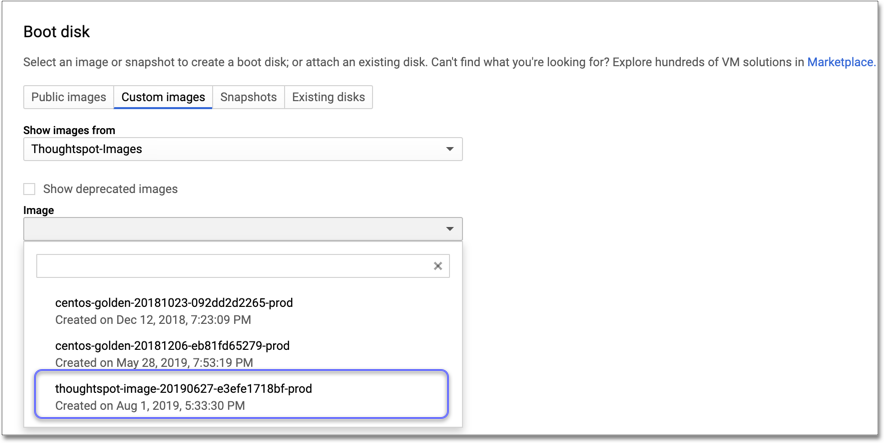 Boot disk
Select an image or snapshot to create a boot disk; or attach an existing disk. Can't find what you're looking for? Explore hundreds of VM solutions in Marketplace.
Public images Custom images Snapshots Existing disks
Show images from
Thoughtspot-Images
Show deprecated images
Image
centos-golden-20181023-092dd2d2265-prod
Created on Dec 12, 2018, 7:23:09 PM
centos-golden-20181206-eb81fd65279-prod
Created on May 28, 2019, 7:53:19 PM
thoughtspot-image-20190627-e3efe1718bf-prod
Created on Aug 1, 2019, 5:33:30 PM